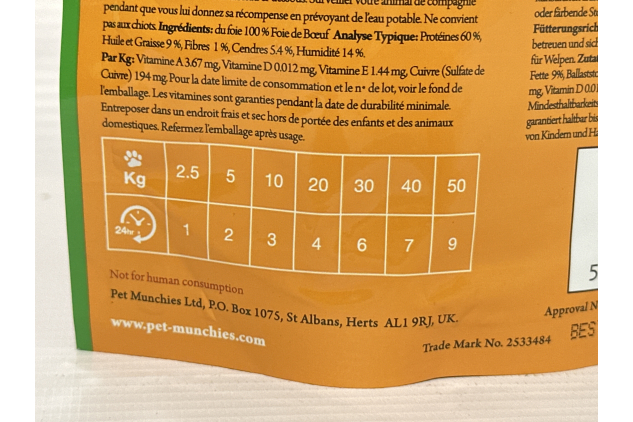 pendant que vous lui donnez sa récompense en prévoyant de l'eau potable. Ne convient
pas aux chiots. Ingrédients: du foie 100 % Foie de Bœuf Analyse Typique: Protéines 60 %,
Huile et Graisse 9 %, Fibres 1 %, Cendres 5.4 %, Humidité 14 %.
Par Kg: Vitamine A 3.67 mg, Vitamine D 0.012 mg, Vitamine E 1.44 mg, Cuivre (Sulfate de
Cuivre) 194 mg. Pour la date limite de consommation et le n° de lot, voir le fond de
l'emballage. Les vitamines sont garanties pendant la date de durabilité minimale.
Entreposer dans un endroit frais et sec hors de portée des enfants et des animaux
domestiques. Refermez l'emballage après usage.
Kg 2.5 5 10 20 30 40 50
24hr 1 2 3 4 6 7 9
Not for human consumption
Pet Munchies Ltd, P.O. Box 1075, St Albans, Herts AL1 9RJ, UK.
www.pet-munchies.com
Trade Mark No. 2533484
oder färbende
Fütterungsrich
betreuen und sich
für Welpen. Zuta
Fette 9%, Ballaststo
mg, Vitamin D 0.01
Mindesthaltbarkeits
garantiert haltbar bis
von Kindern und Ha
5
Approval N
BES